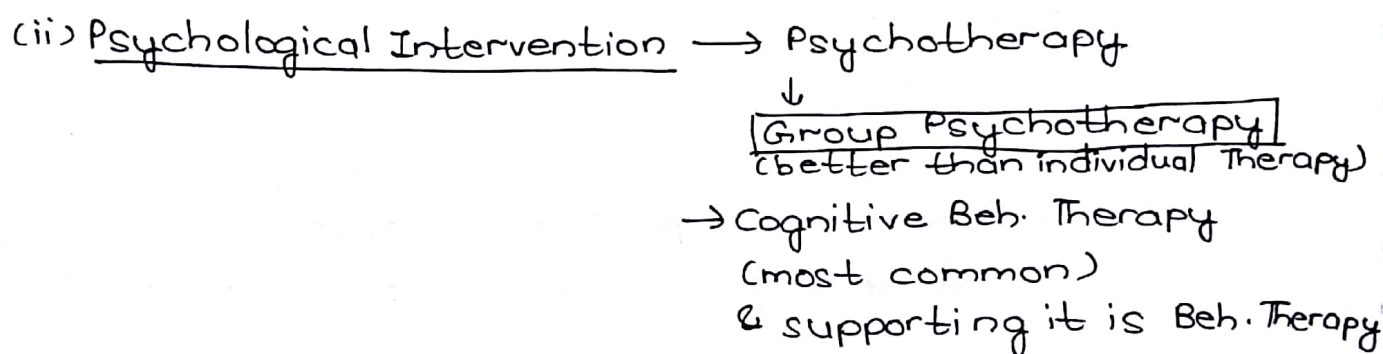 (ii) Psychological Intervention → Psychotherapy
↓
Group Psychotherapy
(better than individual Therapy)
→ Cognitive Beh. Therapy
(most common)
& supporting it is Beh. Therapy